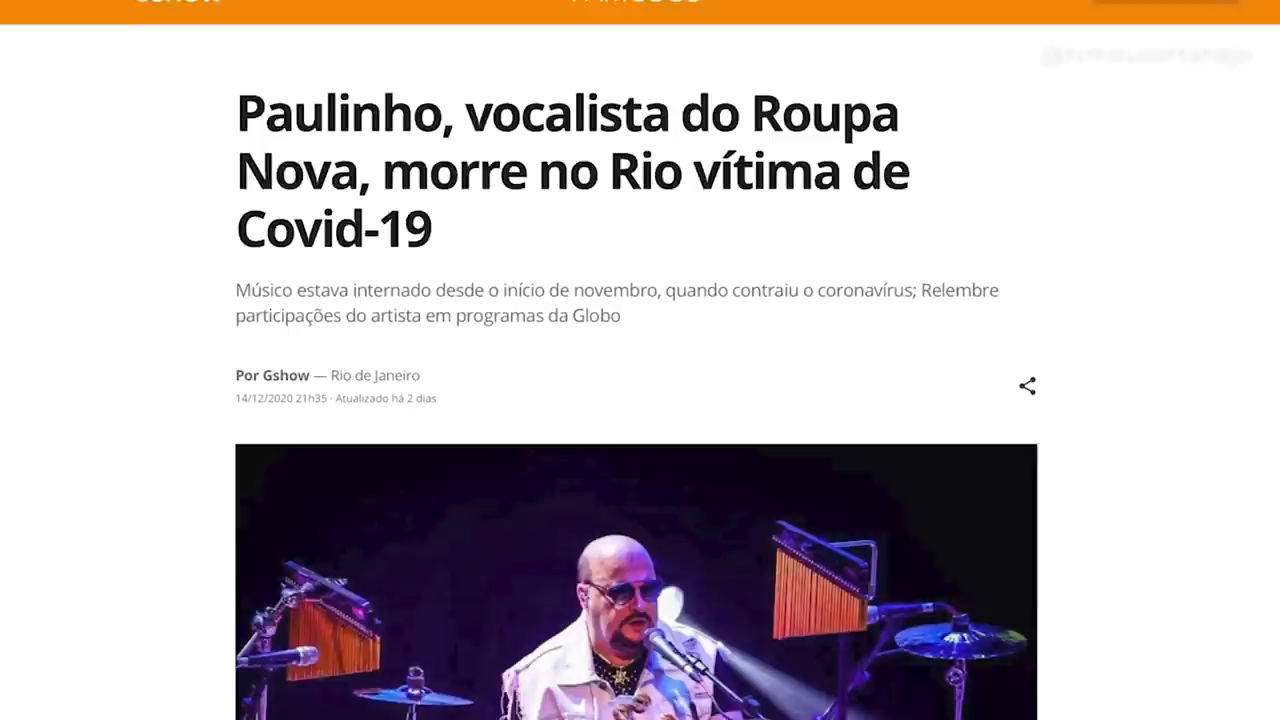 Paulinho, vocalista do Roupa
Nova, morre no Rio vítima de
Covid-19
Músico estava internado desde o início de novembro, quando contraiu o coronavírus; Relembre
participações do artista em programas da Globo
Por Gshow — Rio de Janeiro
14/12/2020 21h35 · Atualizado há 2 dias